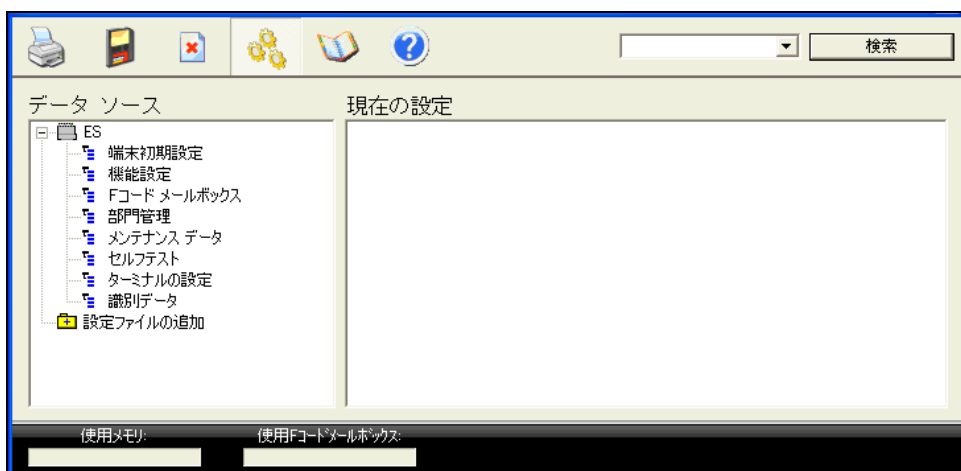 検索
データ ソース
現在の設定
ES
端末初期設定
機能設定
Fコード メールボックス
部門管理
メンテナンス データ
セルフテスト
ターミナルの設定
識別データ
設定ファイルの追加
使用メモリ:
使用Fコードメールボックス: